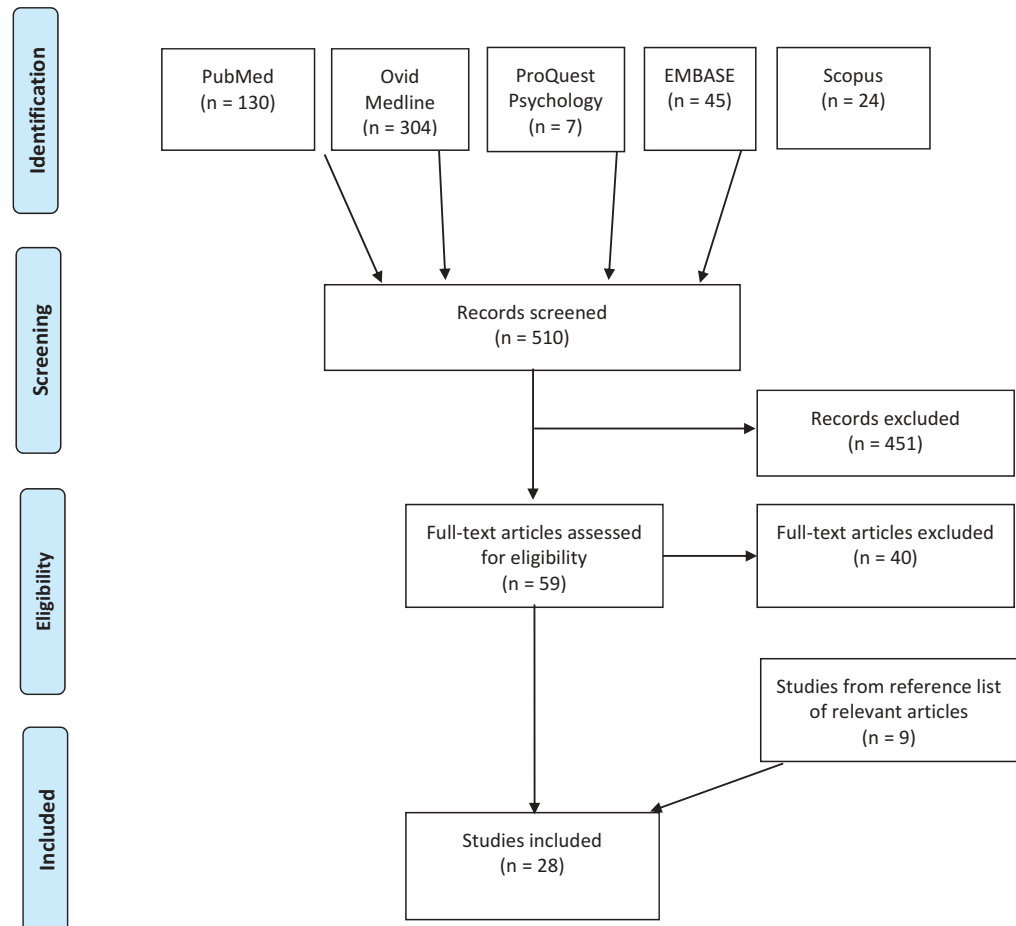 Identification
PubMed
(n = 130)
Ovid
Medline
(n = 304)
ProQuest
Psychology
(n = 7)
EMBASE
(n = 45)
Scopus
(n = 24)
Screening
Records screened
(n = 510)
Records excluded
(n = 451)
Eligibility
Full-text articles assessed
for eligibility
(n = 59)
Full-text articles excluded
(n = 40)
Studies from reference list
of relevant articles
(n = 9)
Included
Studies included
(n = 28)